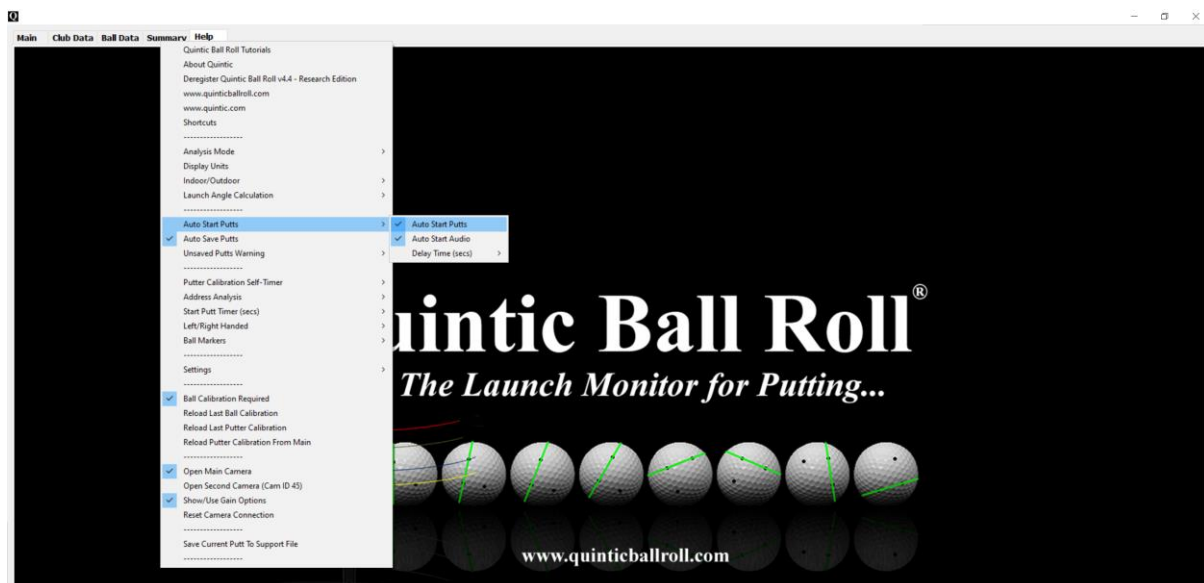 Q
Main Club Data Ball Data Summary Help
Quintic Ball Roll Tutorials
About Quintic
Deregister Quintic Ball Roll v4.4 - Research Edition
www.quinticballroll.com
www.quintic.com
Shortcuts
------------------
Analysis Mode
Display Units
Indoor/Outdoor
Launch Angle Calculation
------------------
Auto Start Putts
Auto Save Putts
Unsaved Putts Warning
------------------
Putter Calibration Self-Timer
Address Analysis
Start Putt Timer (secs)
Left/Right Handed
Ball Markers
------------------
Settings
------------------
Ball Calibration Required
Reload Last Ball Calibration
Reload Last Putter Calibration
Reload Putter Calibration From Main
------------------
Open Main Camera
Open Second Camera (Cam ID 45)
Show/Use Gain Options
Reset Camera Connection
------------------
Save Current Putt To Support File
------------------
Auto Start Putts
Auto Start Audio
Delay Time (secs)
uintic Ball Roll®
The Launch Monitor for Putting...
www.quinticballroll.com